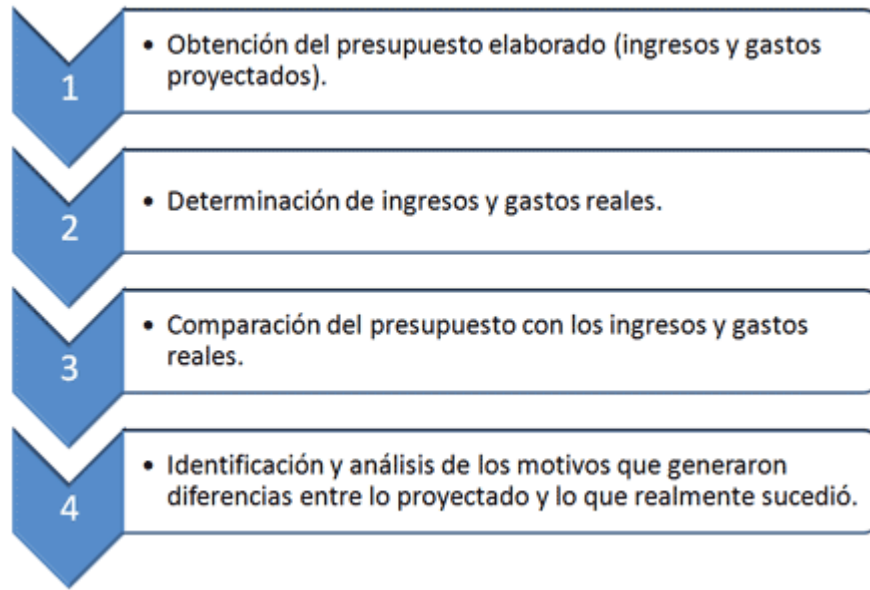 1
• Obtención del presupuesto elaborado (ingresos y gastos
proyectados).
2
• Determinación de ingresos y gastos reales.
3
• Comparación del presupuesto con los ingresos y gastos
reales.
4
• Identificación y análisis de los motivos que generaron
diferencias entre lo proyectado y lo que realmente sucedió.